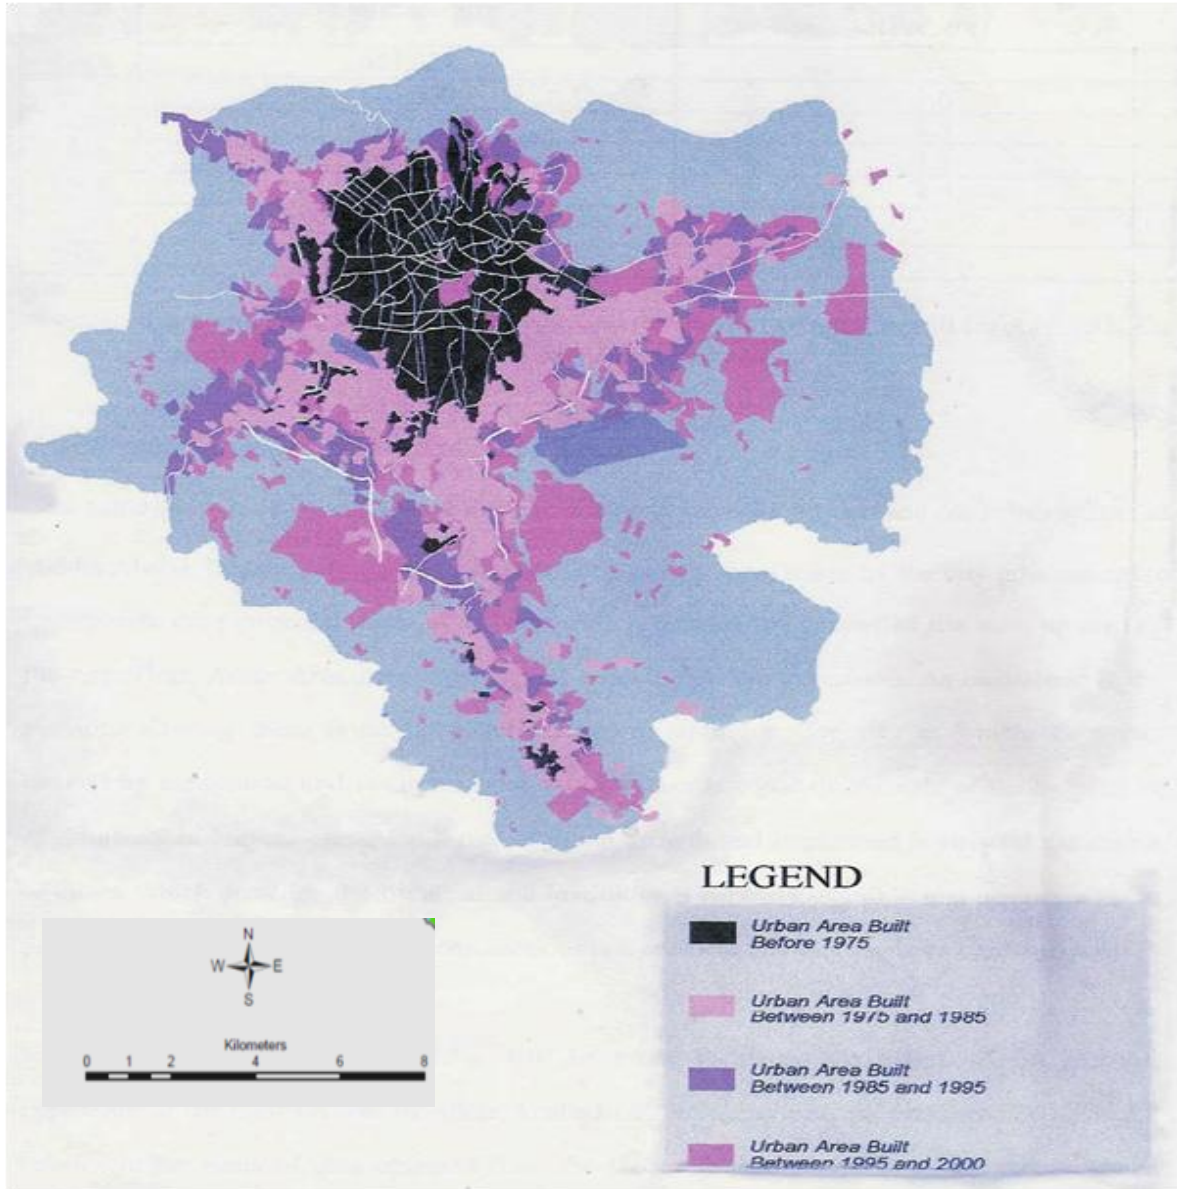 LEGEND
Urban Area Built
Before 1975
Urban Area Built
Between 1975 and 1985
Urban Area Built
Between 1985 and 1995
Urban Area Built
Between 1995 and 2000
N
W E
S
Kilometers
0 1 2 4 6 8